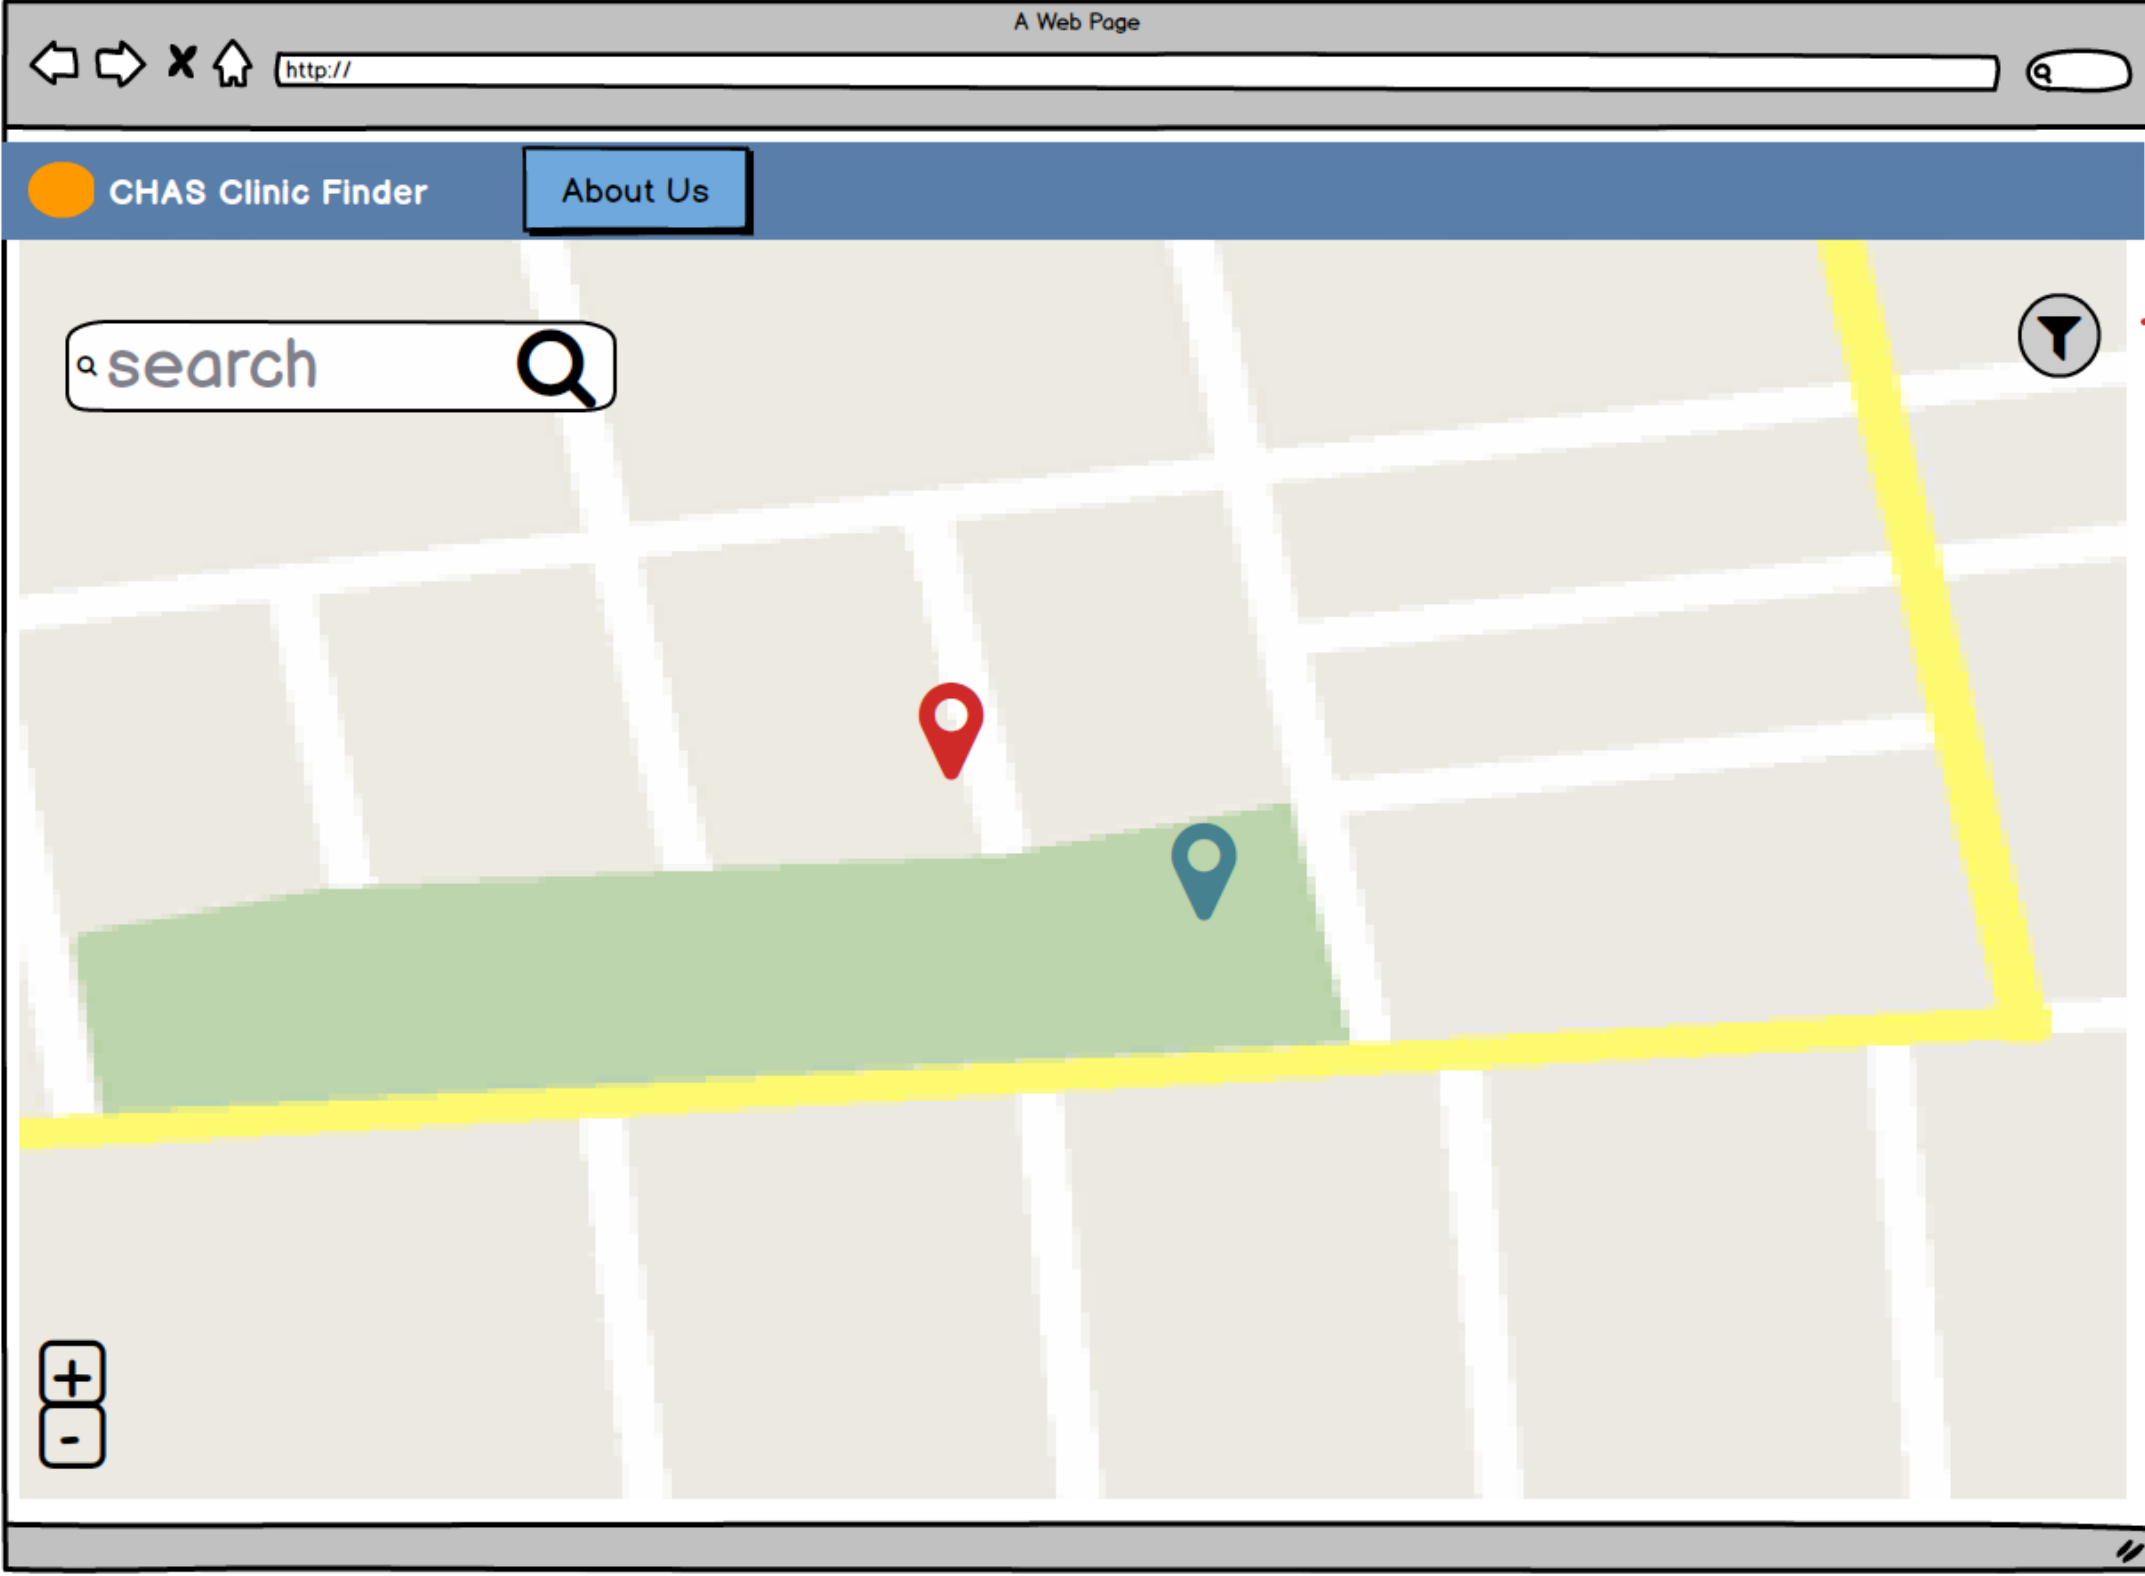 A Web Page
http://
CHAS Clinic Finder
About Us
search
+
-